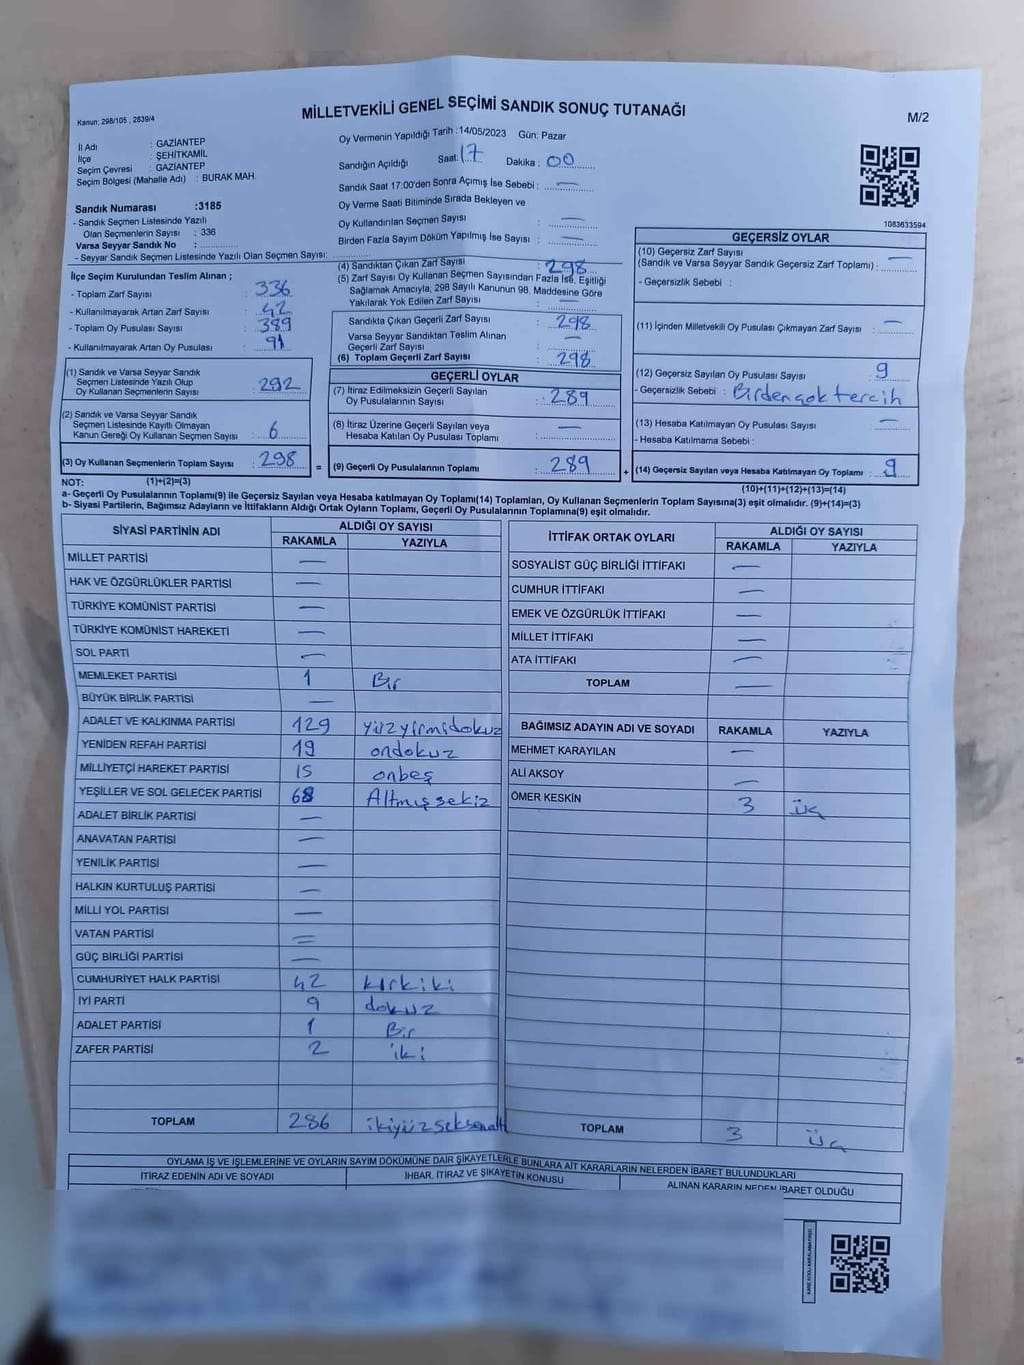 Kanun: 298/105 , 2839/4
MİLLETVEKİLİ GENEL SEÇİMİ SANDIK SONUÇ TUTANAĞI
M/2
İl Adı : GAZİANTEP
İlçe : ŞEHİTKAMİL
Seçim Çevresi : GAZİANTEP
Seçim Bölgesi (Mahalle Adı) : BURAK MAH.
Oy Vermenin Yapıldığı Tarih :14/05/2023 Gün: Pazar
Sandığın Açıldığı Saat: 17 Dakika : 00
Sandık Saat 17:00'den Sonra Açımış İse Sebebi : —
Oy Verme Saati Bitiminde Sırada Bekleyen ve
Oy Kullandırılan Seçmen Sayısı : —
Birden Fazla Sayım Döküm Yapılmış İse Sayısı : —
1083633594
Sandık Numarası :3185
- Sandık Seçmen Listesinde Yazılı
Olan Seçmenlerin Sayısı : 336
Varsa Seyyar Sandık No :
- Seyyar Sandık Seçmen Listesinde Yazılı Olan Seçmen Sayısı:
İlçe Seçim Kurulundan Teslim Alınan ;
- Toplam Zarf Sayısı : 336
- Kullanılmayarak Artan Zarf Sayısı : 42
- Toplam Oy Pusulası Sayısı : 389
- Kullanılmayarak Artan Oy Pusulası : 91
(1) Sandık ve Varsa Seyyar Sandık
Seçmen Listesinde Yazılı Olup
Oy Kullanan Seçmenlerin Sayısı : 292
(2) Sandık ve Varsa Seyyar Sandık
Seçmen Listesinde Kayıtlı Olmayan
Kanun Gereği Oy Kullanan Seçmen Sayısı : 6
(3) Oy Kullanan Seçmenlerin Toplam Sayısı : 298
(1)+(2)=(3)
(4) Sandıktan Çıkan Zarf Sayısı : 298
(5) Zarf Sayısı Oy Kullanan Seçmen Sayısından Fazla İse, Eşitliği
Sağlamak Amacıyla, 298 Sayılı Kanunun 98. Maddesine Göre
Yakılarak Yok Edilen Zarf Sayısı : —
Sandıkta Çıkan Geçerli Zarf Sayısı : 298
Varsa Seyyar Sandıktan Teslim Alınan
Geçerli Zarf Sayısı : —
(6) Toplam Geçerli Zarf Sayısı : 298
GEÇERLİ OYLAR
(7) İtiraz Edilmeksizin Geçerli Sayılan
Oy Pusulalarının Sayısı : 289
(8) İtiraz Üzerine Geçerli Sayılan veya
Hesaba Katılan Oy Pusulası Toplamı : —
= (9) Geçerli Oy Pusulalarının Toplamı : 289 +
GEÇERSİZ OYLAR
(10) Geçersiz Zarf Sayısı
(Sandık ve Varsa Seyyar Sandık Geçersiz Zarf Toplamı) : —
- Geçersizlik Sebebi :
(11) İçinden Milletvekili Oy Pusulası Çıkmayan Zarf Sayısı : —
(12) Geçersiz Sayılan Oy Pusulası Sayısı : 9
- Geçersizlik Sebebi : Birden çok tercih
(13) Hesaba Katılmayan Oy Pusulası Sayısı : —
- Hesaba Katılmama Sebebi :
(14) Geçersiz Sayılan veya Hesaba Katılmayan Oy Toplamı : 9
(10)+(11)+(12)+(13)=(14)
NOT:
a- Geçerli Oy Pusulalarının Toplamı(9) ile Geçersiz Sayılan veya Hesaba katılmayan Oy Toplamı(14) Toplamları, Oy Kullanan Seçmenlerin Toplam Sayısına(3) eşit olmalıdır. (9)+(14)=(3)
b- Siyasi Partilerin, Bağımsız Adayların ve İttifakların Aldığı Ortak Oyların Toplamı, Geçerli Oy Pusulalarının Toplamına(9) eşit olmalıdır.
SİYASİ PARTİNİN ADI ALDIĞI OY SAYISI
RAKAMLA YAZIYLA
MİLLET PARTİSİ —
HAK VE ÖZGÜRLÜKLER PARTİSİ —
TÜRKİYE KOMÜNİST PARTİSİ —
TÜRKİYE KOMÜNİST HAREKETİ —
SOL PARTİ —
MEMLEKET PARTİSİ 1 Bir
BÜYÜK BİRLİK PARTİSİ —
ADALET VE KALKINMA PARTİSİ 129 yüzyirmidokuz
YENİDEN REFAH PARTİSİ 19 ondokuz
MİLLİYETÇİ HAREKET PARTİSİ 15 onbeş
YEŞİLLER VE SOL GELECEK PARTİSİ 68 Altmışsekiz
ADALET BİRLİK PARTİSİ —
ANAVATAN PARTİSİ —
YENİLİK PARTİSİ —
HALKIN KURTULUŞ PARTİSİ —
MİLLİ YOL PARTİSİ —
VATAN PARTİSİ —
GÜÇ BİRLİĞİ PARTİSİ —
CUMHURİYET HALK PARTİSİ 42 kırkiki
İYİ PARTİ 9 dokuz
ADALET PARTİSİ 1 Bir
ZAFER PARTİSİ 2 iki
TOPLAM 286 ikiyüzseksenaltı
İTTİFAK ORTAK OYLARI ALDIĞI OY SAYISI
RAKAMLA YAZIYLA
SOSYALİST GÜÇ BİRLİĞİ İTTİFAKI —
CUMHUR İTTİFAKI —
EMEK VE ÖZGÜRLÜK İTTİFAKI —
MİLLET İTTİFAKI —
ATA İTTİFAKI —
TOPLAM —
BAĞIMSIZ ADAYIN ADI VE SOYADI RAKAMLA YAZIYLA
MEHMET KARAYILAN —
ALİ AKSOY —
ÖMER KESKİN 3 üç
TOPLAM 3 üç
OYLAMA İŞ VE İŞLEMLERİNE VE OYLARIN SAYIM DÖKÜMÜNE DAİR ŞİKAYETLERLE BUNLARA AİT KARARLARIN NELERDEN İBARET BULUNDUKLARI
İTİRAZ EDENİN ADI VE SOYADI İHBAR, İTİRAZ VE ŞİKAYETİN KONUSU ALINAN KARARIN NEDEN İBARET OLDUĞU